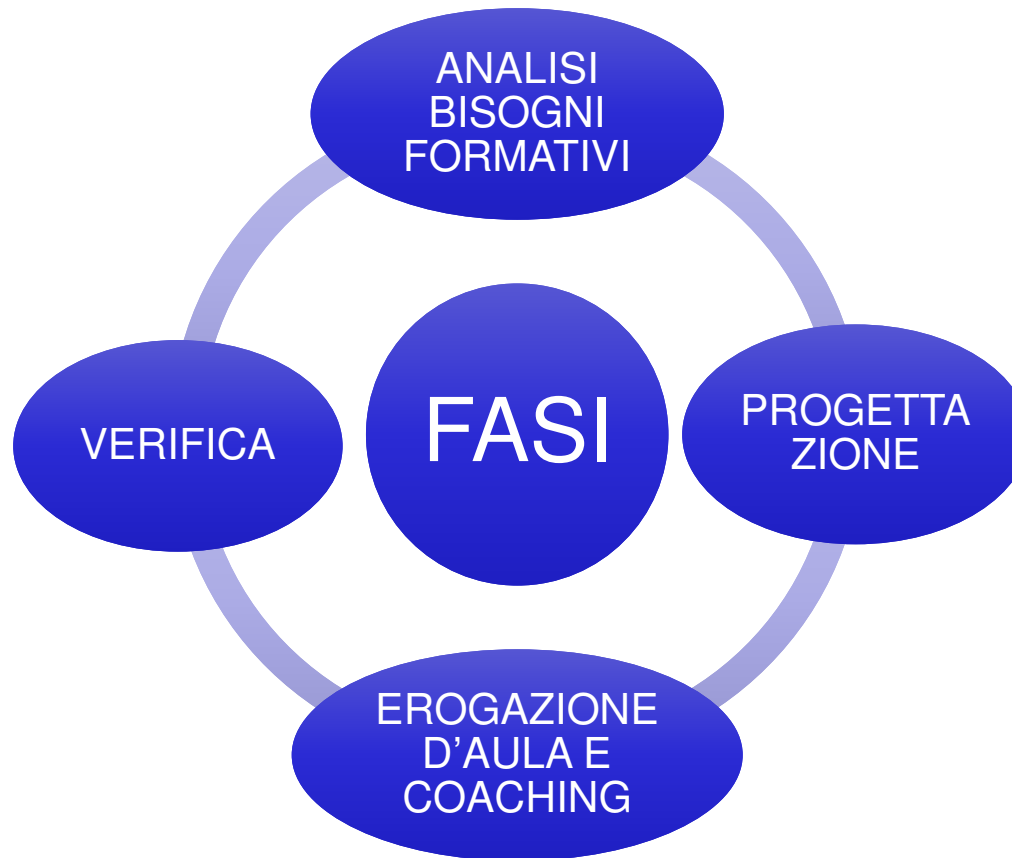 ANALISI
BISOGNI
FORMATIVI
PROGETTA
ZIONE
FASI
VERIFICA
EROGAZIONE
D'AULA E
COACHING